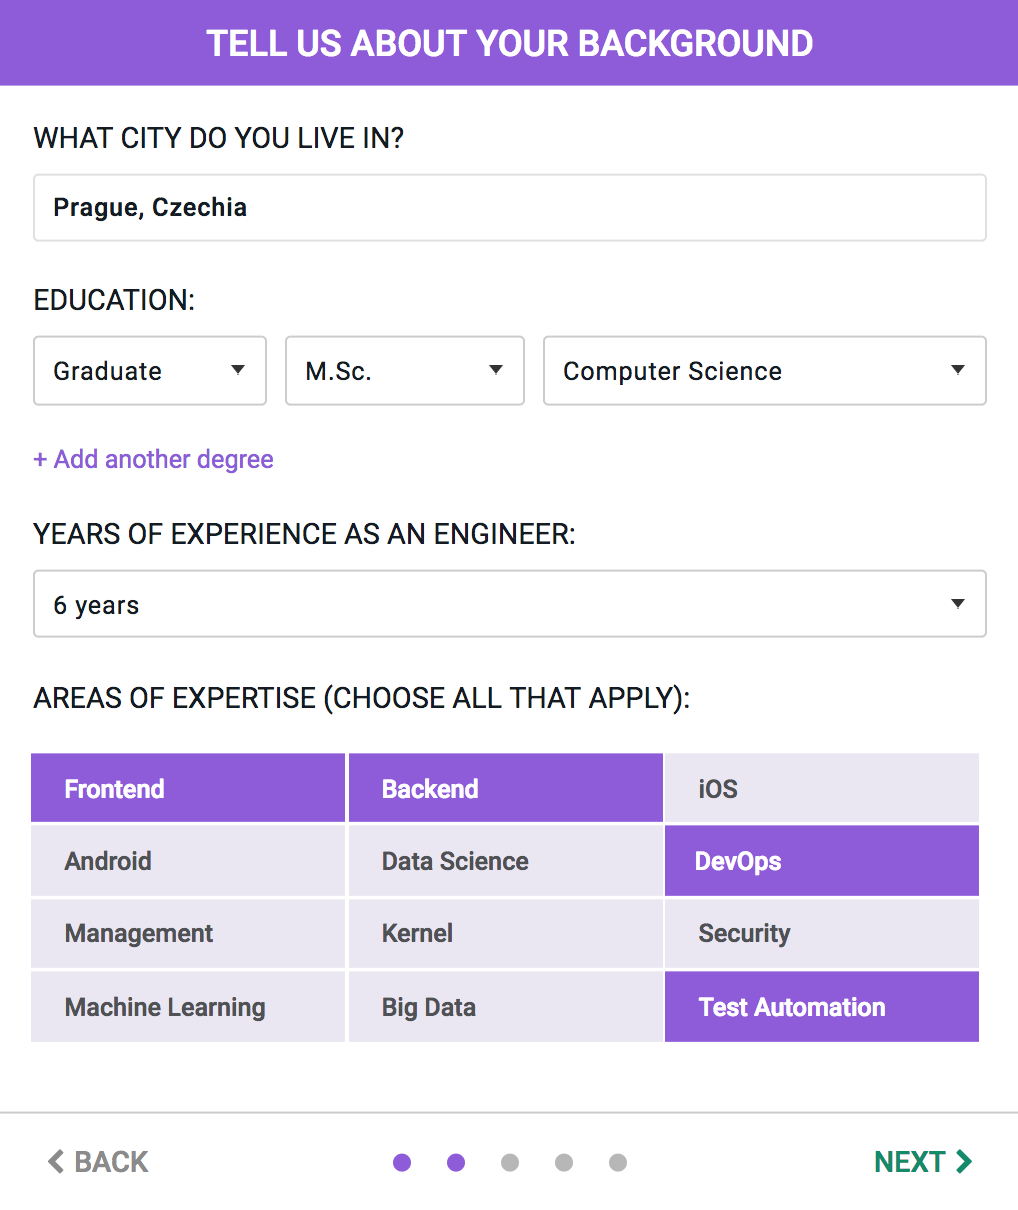 TELL US ABOUT YOUR BACKGROUND
WHAT CITY DO YOU LIVE IN?
Prague, Czechia
EDUCATION:
Graduate M.Sc. Computer Science
+ Add another degree
YEARS OF EXPERIENCE AS AN ENGINEER:
6 years
AREAS OF EXPERTISE (CHOOSE ALL THAT APPLY):
Frontend Backend iOS
Android Data Science DevOps
Management Kernel Security
Machine Learning Big Data Test Automation
BACK NEXT